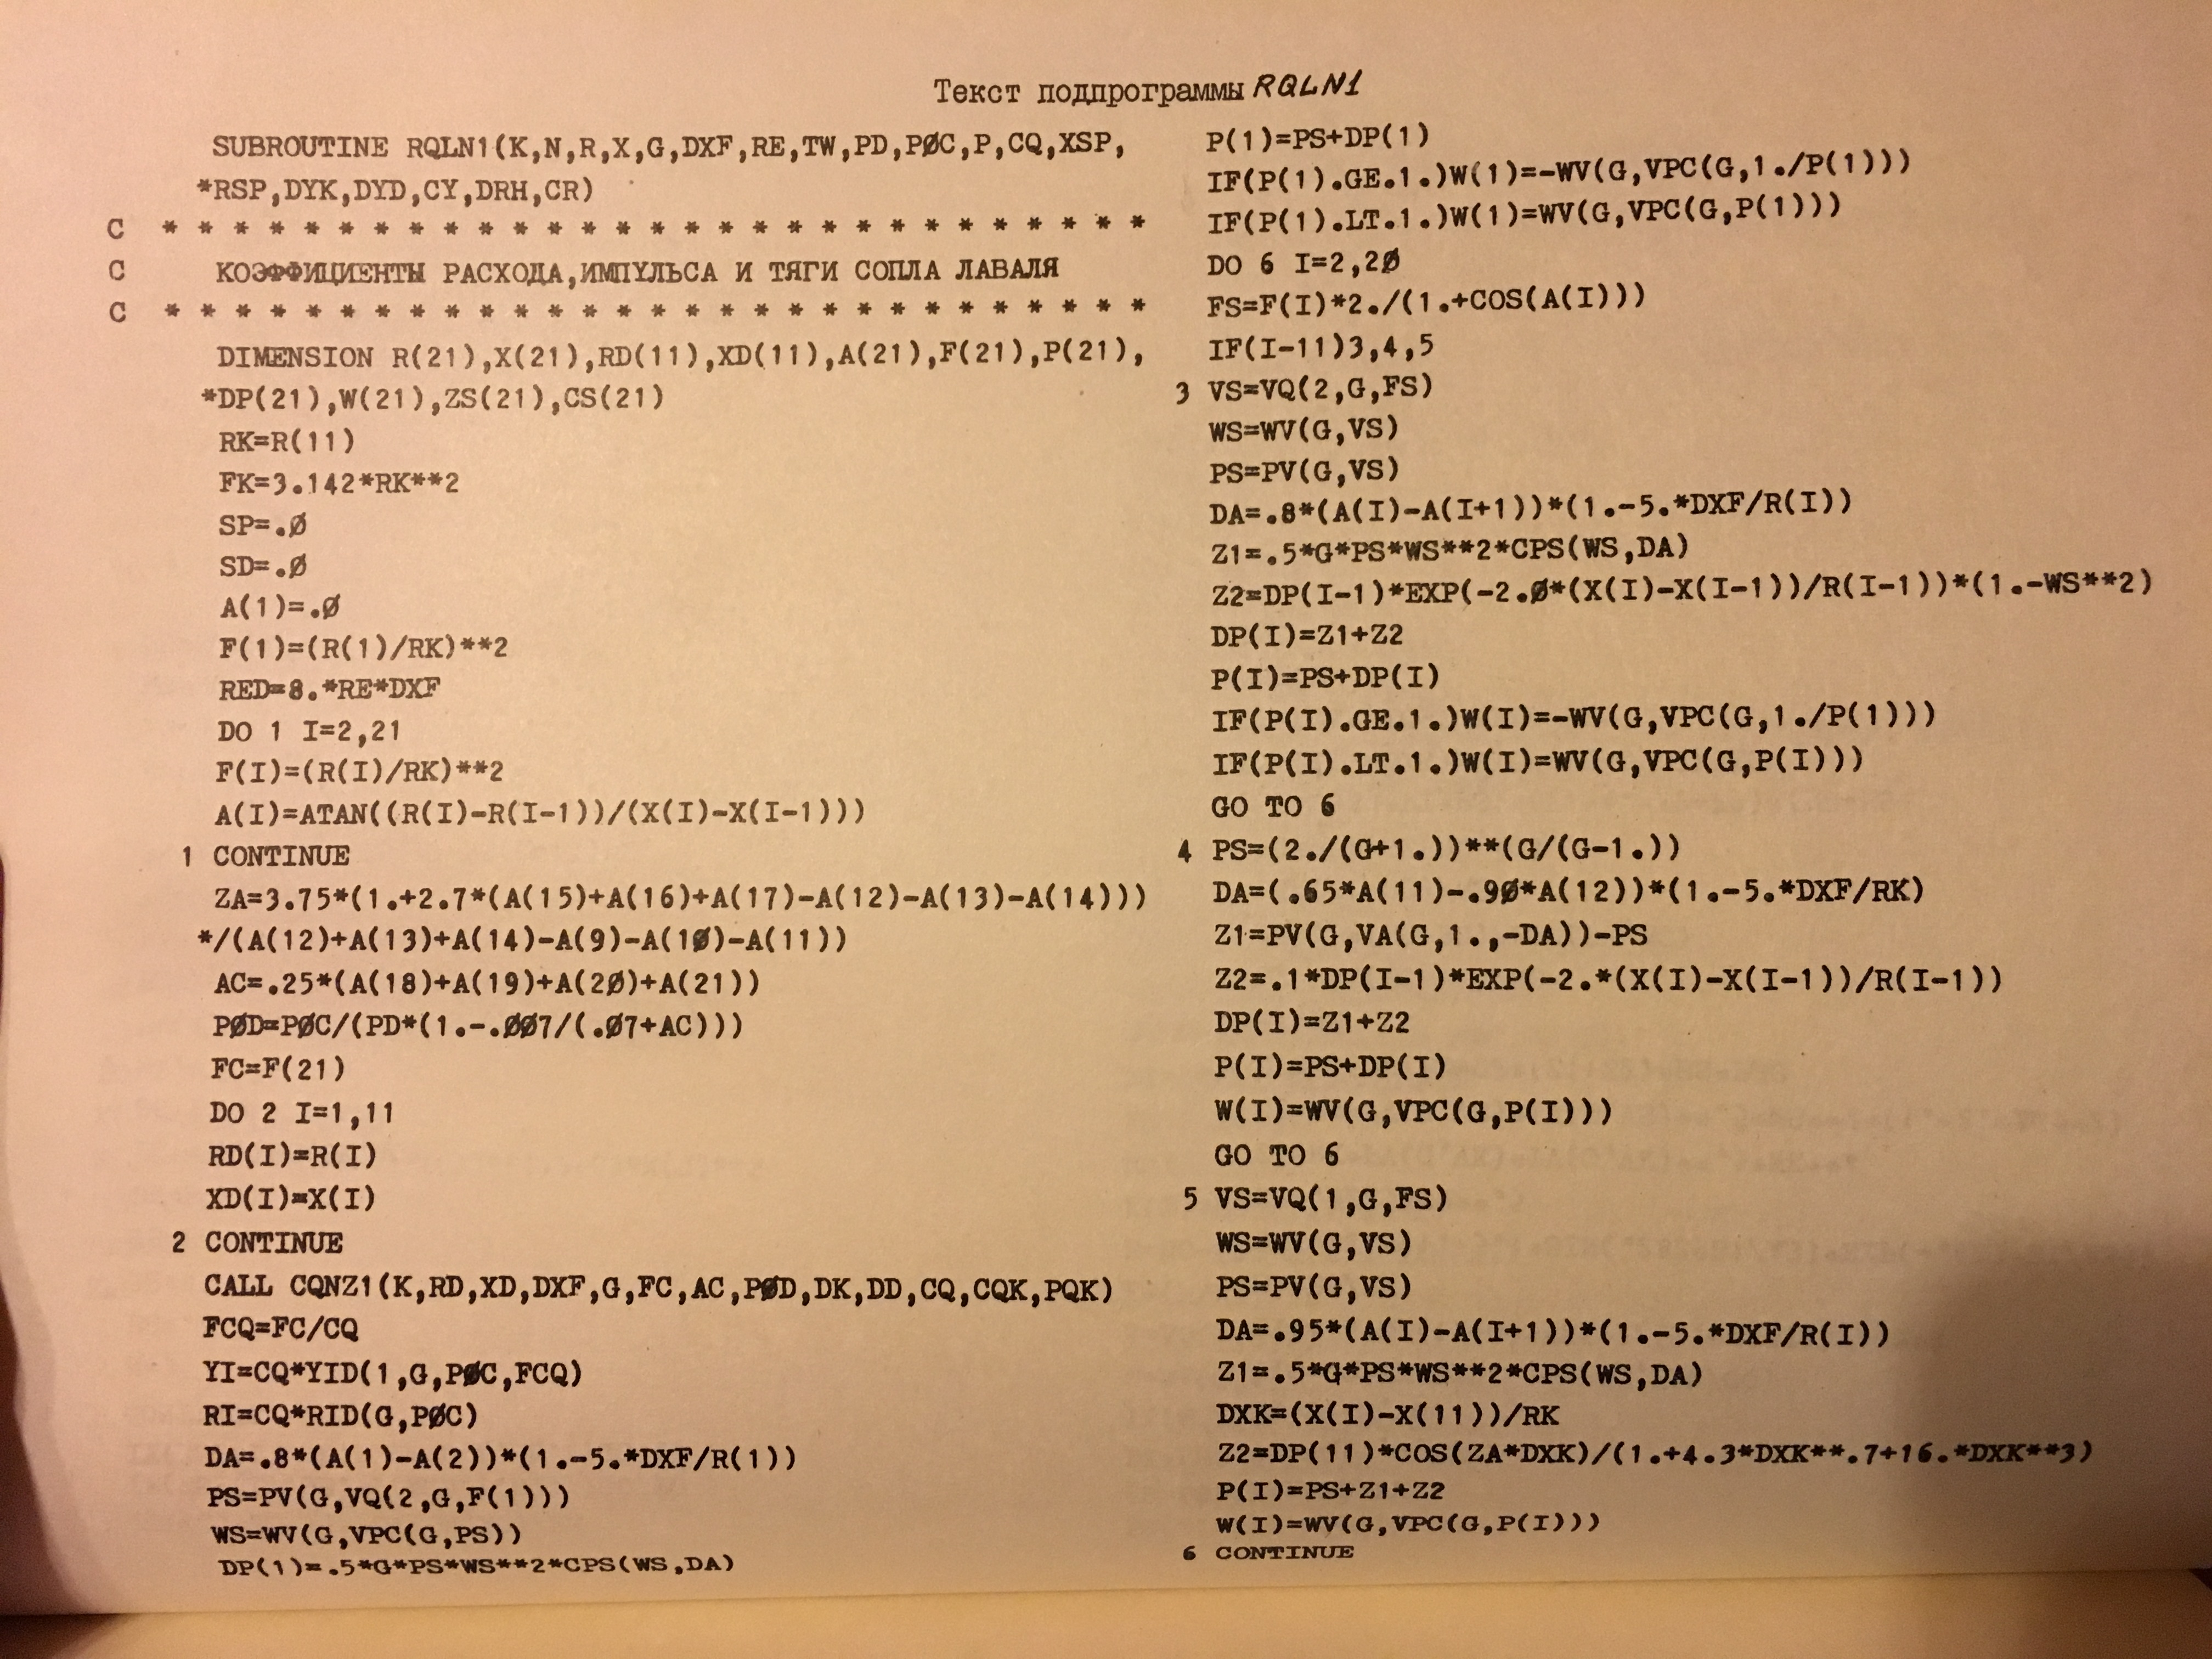 Текст подпрограммы RQLN1
SUBROUTINE RQLN1(K,N,R,X,G,DXF,RE,TW,PD,PØC,P,CQ,XSP,
*RSP,DYK,DYD,CY,DRH,CR)
C * * * * * * * * * * * * * * * * * * * * * * * * * * * * *
C КОЭФФИЦИЕНТЫ РАСХОДА,ИМПУЛЬСА И ТЯГИ СОПЛА ЛАВАЛЯ
C * * * * * * * * * * * * * * * * * * * * * * * * * * * * *
DIMENSION R(21),X(21),RD(11),XD(11),A(21),F(21),P(21),
*DP(21),W(21),ZS(21),CS(21)
RK=R(11)
FK=3.142*RK**2
SP=.Ø
SD=.Ø
A(1)=.Ø
F(1)=(R(1)/RK)**2
RED=8.*RE*DXF
DO 1 I=2,21
F(I)=(R(I)/RK)**2
A(I)=ATAN((R(I)-R(I-1))/(X(I)-X(I-1)))
1 CONTINUE
ZA=3.75*(1.+2.7*(A(15)+A(16)+A(17)-A(12)-A(13)-A(14)))
*/(A(12)+A(13)+A(14)-A(9)-A(1Ø)-A(11))
AC=.25*(A(18)+A(19)+A(2Ø)+A(21))
PØD=PØC/(PD*(1.-.ØØ7/(.Ø7+AC)))
FC=F(21)
DO 2 I=1,11
RD(I)=R(I)
XD(I)=X(I)
2 CONTINUE
CALL CQNZ1(K,RD,XD,DXF,G,FC,AC,PØD,DK,DD,CQ,CQK,PQK)
FCQ=FC/CQ
YI=CQ*YID(1,G,PØC,FCQ)
RI=CQ*RID(G,PØC)
DA=.8*(A(1)-A(2))*(1.-5.*DXF/R(1))
PS=PV(G,VQ(2,G,F(1)))
WS=WV(G,VPC(G,PS))
DP(1)=.5*G*PS*WS**2*CPS(WS,DA)
P(1)=PS+DP(1)
IF(P(1).GE.1.)W(1)=-WV(G,VPC(G,1./P(1)))
IF(P(1).LT.1.)W(1)=WV(G,VPC(G,P(1)))
DO 6 I=2,2Ø
FS=F(I)*2./(1.+COS(A(I)))
IF(I-11)3,4,5
3 VS=VQ(2,G,FS)
WS=WV(G,VS)
PS=PV(G,VS)
DA=.8*(A(I)-A(I+1))*(1.-5.*DXF/R(I))
Z1=.5*G*PS*WS**2*CPS(WS,DA)
Z2=DP(I-1)*EXP(-2.Ø*(X(I)-X(I-1))/R(I-1))*(1.-WS**2)
DP(I)=Z1+Z2
P(I)=PS+DP(I)
IF(P(I).GE.1.)W(I)=-WV(G,VPC(G,1./P(1)))
IF(P(I).LT.1.)W(I)=WV(G,VPC(G,P(I)))
GO TO 6
4 PS=(2./(G+1.))**(G/(G-1.))
DA=(.65*A(11)-.9Ø*A(12))*(1.-5.*DXF/RK)
Z1=PV(G,VA(G,1.,-DA))-PS
Z2=.1*DP(I-1)*EXP(-2.*(X(I)-X(I-1))/R(I-1))
DP(I)=Z1+Z2
P(I)=PS+DP(I)
W(I)=WV(G,VPC(G,P(I)))
GO TO 6
5 VS=VQ(1,G,FS)
WS=WV(G,VS)
PS=PV(G,VS)
DA=.95*(A(I)-A(I+1))*(1.-5.*DXF/R(I))
Z1=.5*G*PS*WS**2*CPS(WS,DA)
DXK=(X(I)-X(11))/RK
Z2=DP(11)*COS(ZA*DXK)/(1.+4.3*DXK**.7+16.*DXK**3)
P(I)=PS+Z1+Z2
W(I)=WV(G,VPC(G,P(I)))
6 CONTINUE